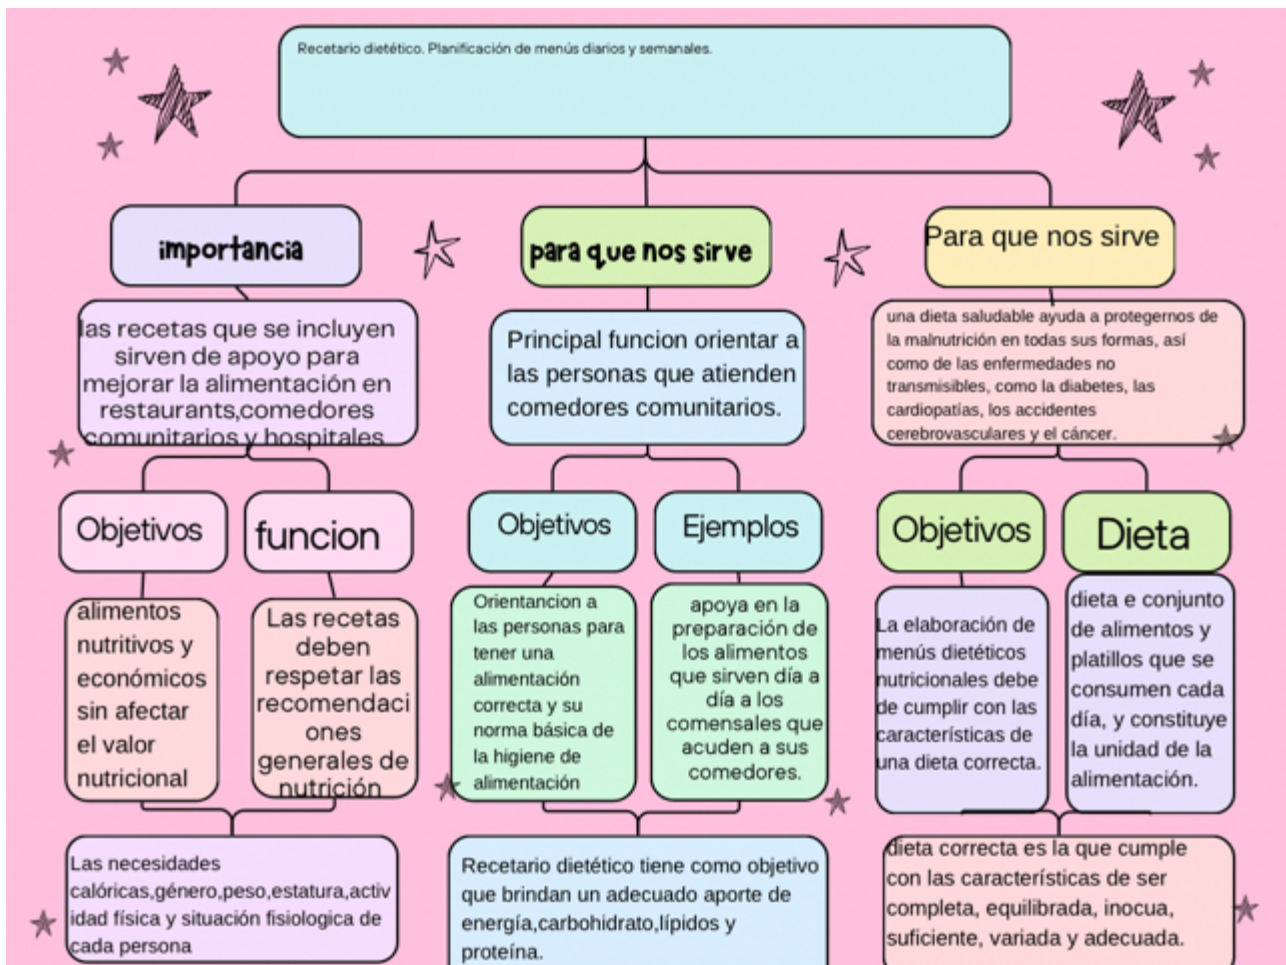 Recetario dietético. Planificación de menús diarios y semanales.
importancia
para que nos sirve
Para que nos sirve
las recetas que se incluyen
sirven de apoyo para
mejorar la alimentación en
restaurants,comedores
comunitarios y hospitales
Principal funcion orientar a
las personas que atienden
comedores comunitarios.
una dieta saludable ayuda a protegernos de
la malnutrición en todas sus formas, así
como de las enfermedades no
transmisibles, como la diabetes, las
cardiopatías, los accidentes
cerebrovasculares y el cáncer.
Objetivos
funcion
Objetivos
Ejemplos
Objetivos
Dieta
alimentos
nutritivos y
económicos
sin afectar
el valor
nutricional
Las recetas
deben
respetar las
recomendaci
ones
generales de
nutrición
Orientancion a
las personas para
tener una
alimentación
correcta y su
norma básica de
la higiene de
alimentación
apoya en la
preparación de
los alimentos
que sirven día a
día a los
comensales que
acuden a sus
comedores.
La elaboración de
menús dietéticos
nutricionales debe
de cumplir con las
características de
una dieta correcta.
dieta e conjunto
de alimentos y
platillos que se
consumen cada
día, y constituye
la unidad de la
alimentación.
Las necesidades
calóricas,género,peso,estatura,activ
idad física y situación fisiologica de
cada persona
Recetario dietético tiene como objetivo
que brindan un adecuado aporte de
energía,carbohidrato,lípidos y
proteína.
dieta correcta es la que cumple
con las características de ser
completa, equilibrada, inocua,
suficiente, variada y adecuada.